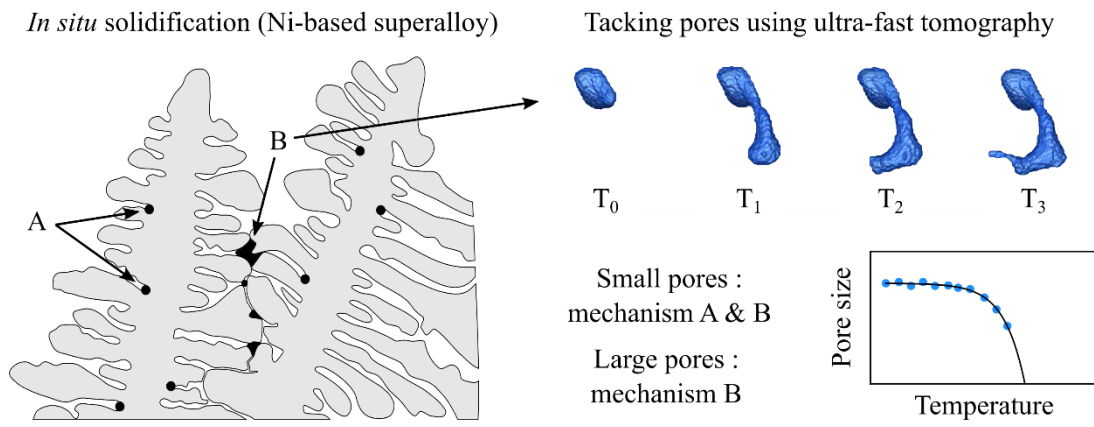 In situ solidification (Ni-based superalloy)
Tacking pores using ultra-fast tomography
A
B
T0
T1
T2
T3
Small pores :
mechanism A & B
Large pores :
mechanism B
Pore size
Temperature